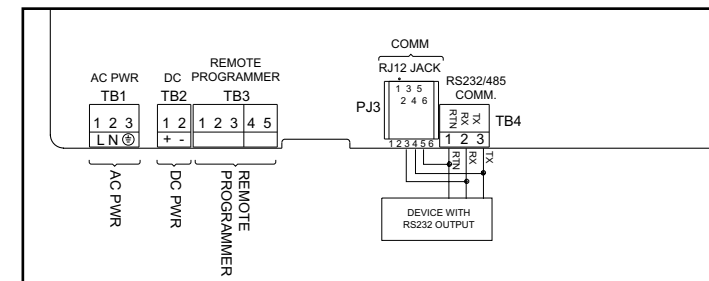 COMM
REMOTE
PROGRAMMER
RJ12 JACK
AC PWR
DC
RS232/485
COMM.
TB1
TB2
TB3
PJ3
1 3 5
2 4 6
TB4
1 2 3
1 2
1 2 3
4 5
RTN
RX
TX
1 2 3
L N
+ -
1 2 3 4 5 6
RTN
RX
TX
AC PWR
DC PWR
REMOTE
PROGRAMMER
DEVICE WITH
RS232 OUTPUT